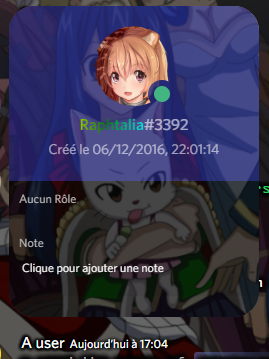 Raphtalia#3392
Créé le 06/12/2016, 22:01:14
Aucun Rôle
Note
Clique pour ajouter une note
A user Aujourd'hui à 17:04